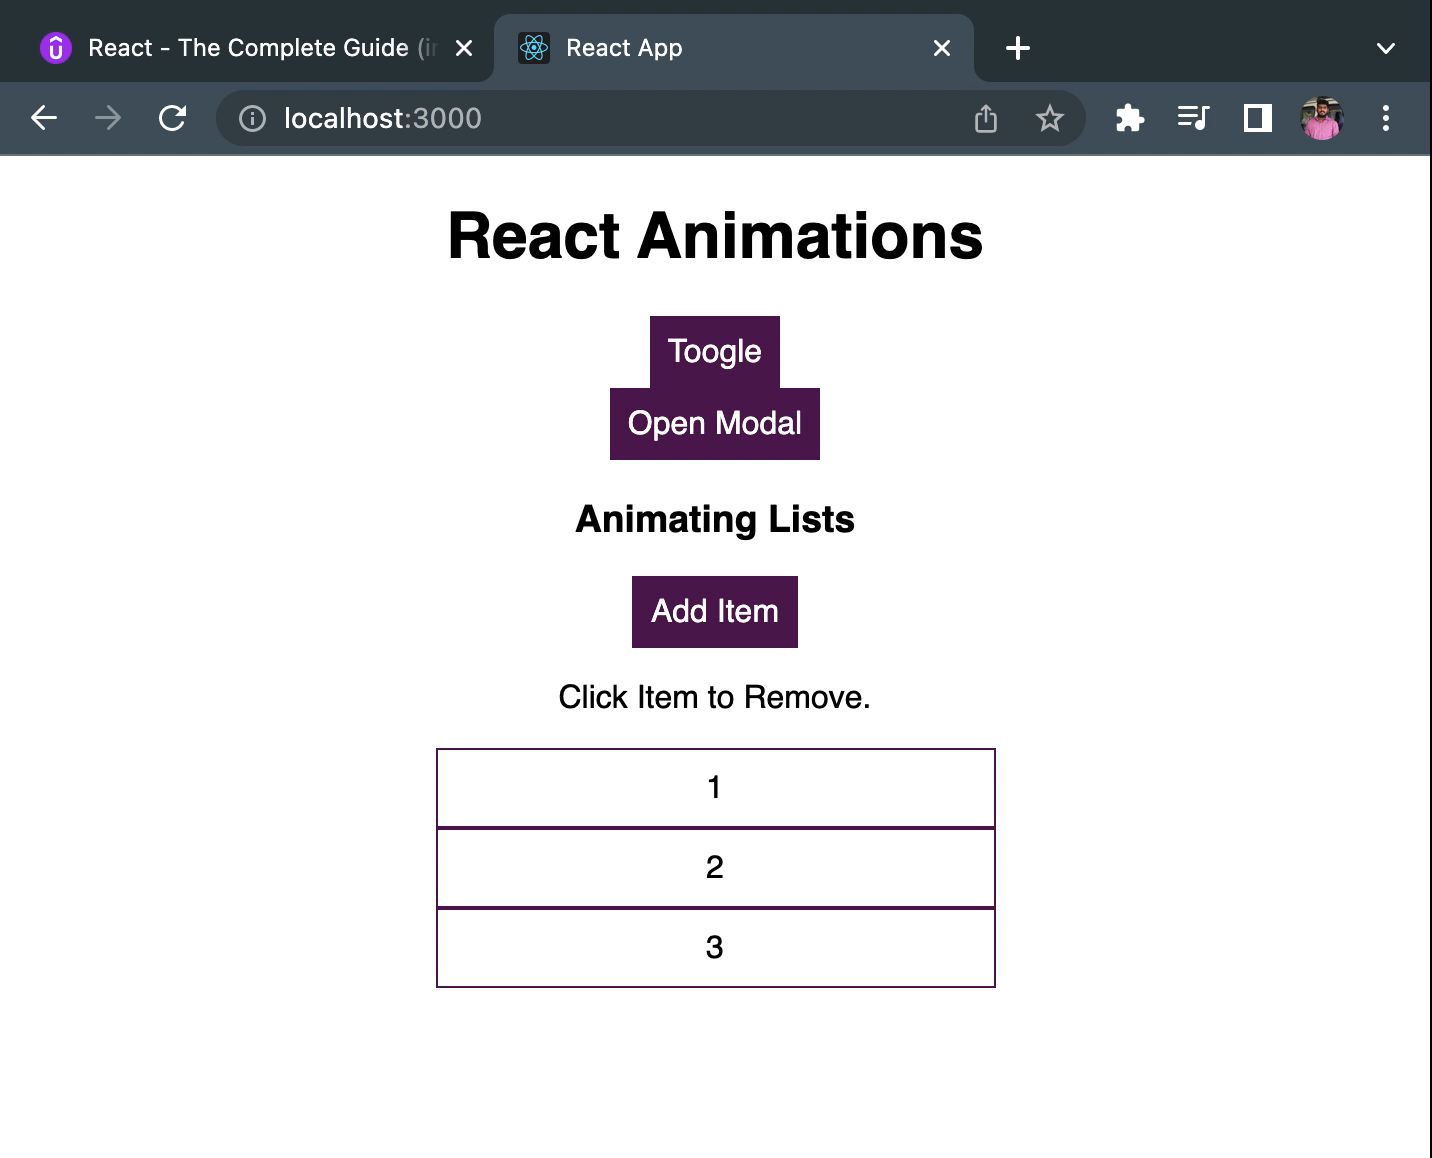 React - The Complete Guide (in
React App
localhost:3000
React Animations
Toogle
Open Modal
Animating Lists
Add Item
Click Item to Remove.
1
2
3